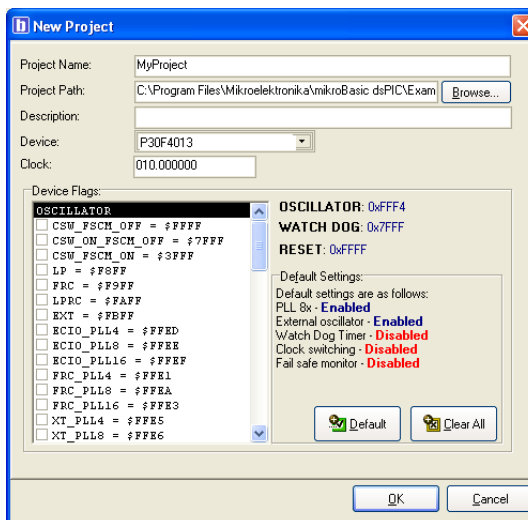 New Project
Project Name: MyProject
Project Path: C:\Program Files\Mikroelektronika\mikroBasic dsPIC\Exam Browse...
Description:
Device: P30F4013
Clock: 010.000000
Device Flags:
OSCILLATOR
CSW_FSCM_OFF = $FFFF
CSW_ON_FSCM_OFF = $7FFF
CSW_FSCM_ON = $3FFF
LP = $F8FF
FRC = $F9FF
LPRC = $FAFF
EXT = $FBFF
ECIO_PLL4 = $FFED
ECIO_PLL8 = $FFEE
ECIO_PLL16 = $FFEF
FRC_PLL4 = $FFE1
FRC_PLL8 = $FFEA
FRC_PLL16 = $FFE3
XT_PLL4 = $FFE5
XT_PLL8 = $FFE6
OSCILLATOR: 0xFFF4
WATCH DOG: 0x7FFF
RESET: 0xFFFF
Default Settings:
Default settings are as follows:
PLL 8x - Enabled
External oscillator - Enabled
Watch Dog Timer - Disabled
Clock switching - Disabled
Fail safe monitor - Disabled
Default Clear All
OK Cancel